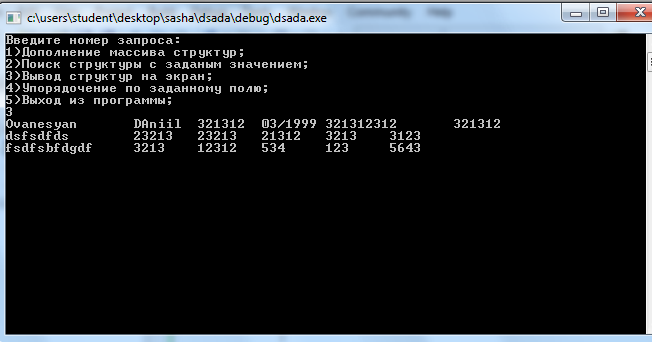 c:\users\student\desktop\sasha\dsada\debug\dsada.exe
Введите номер запроса:
1)Дополнение массива структур;
2)Поиск структуры с заданым значением;
3)Вывод структур на экран;
4)Упорядочение по заданному полю;
5)Выход из программы;
3
Ovanesyan DAniil 321312 03/1999 321312312 321312
dsfsdfds 23213 23213 21312 3213 3123
fsdfsbfdgdf 3213 12312 534 123 5643